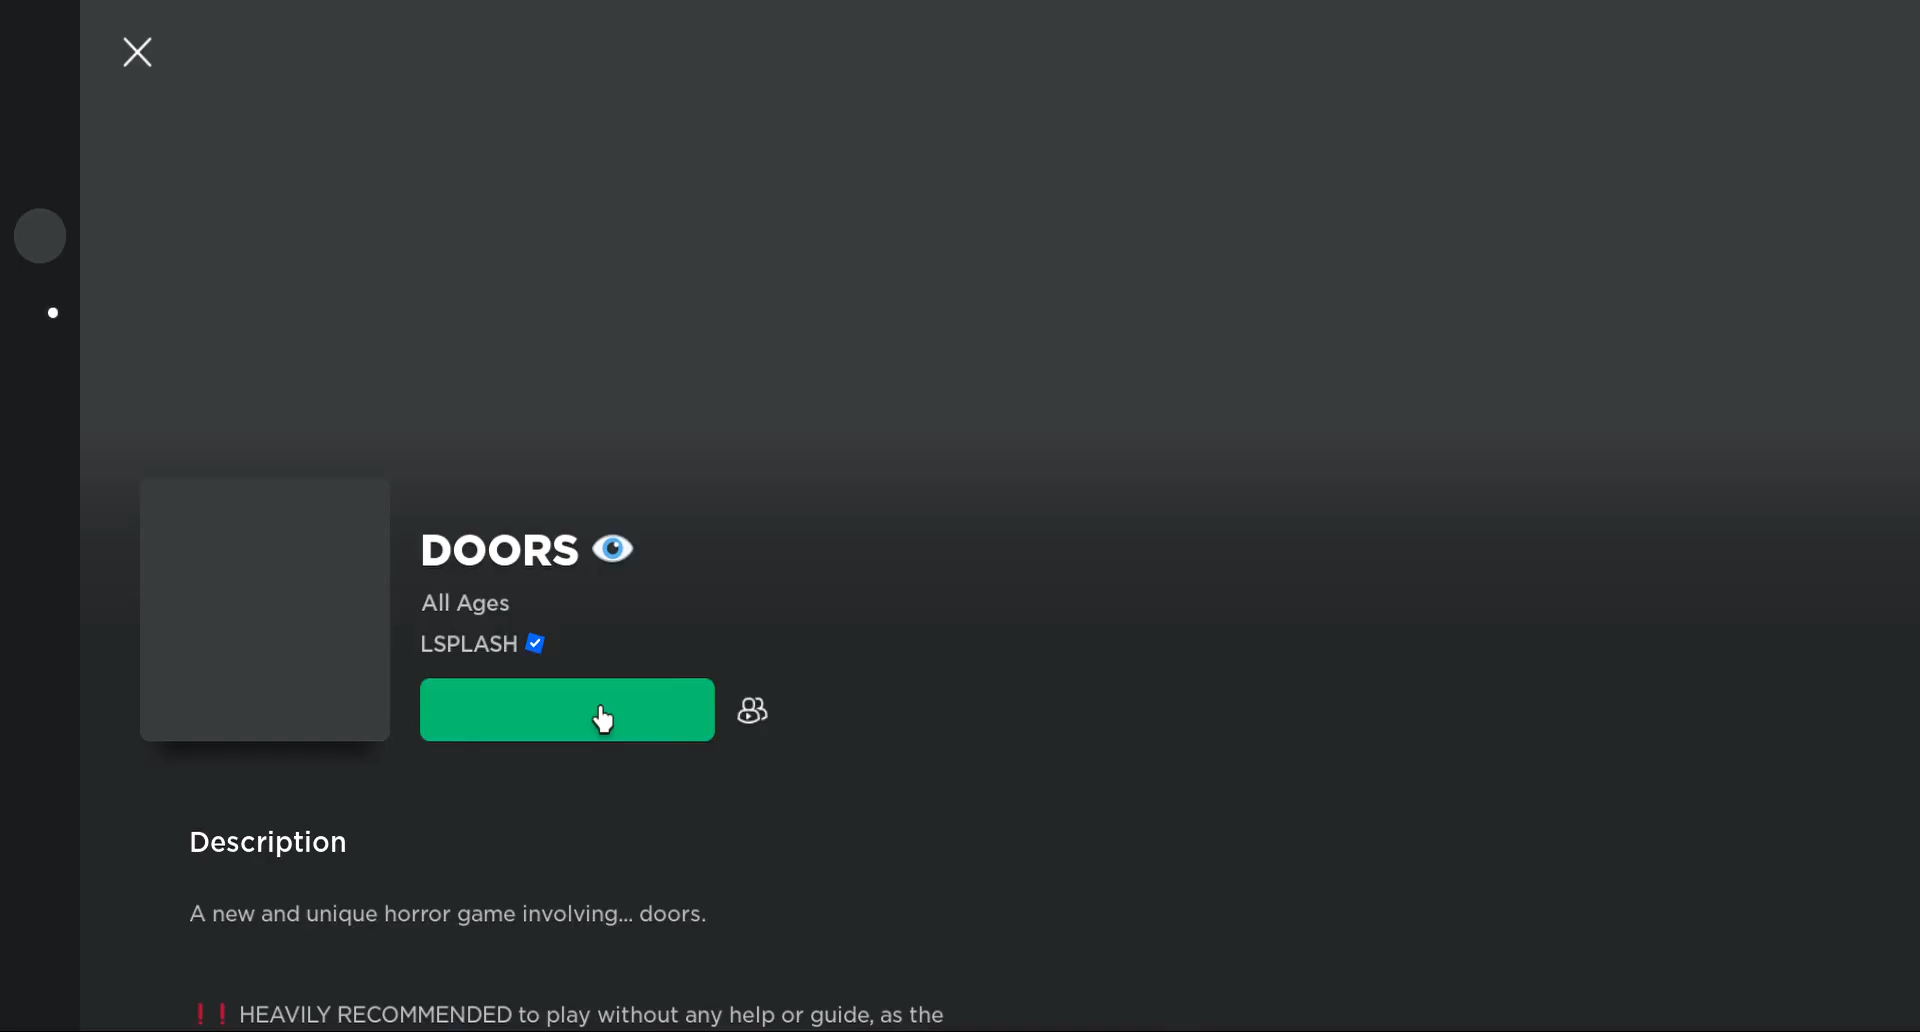 DOORS 👁️
All Ages
LSPLASH
Description
A new and unique horror game involving... doors.
❗❗ HEAVILY RECOMMENDED to play without any help or guide, as the